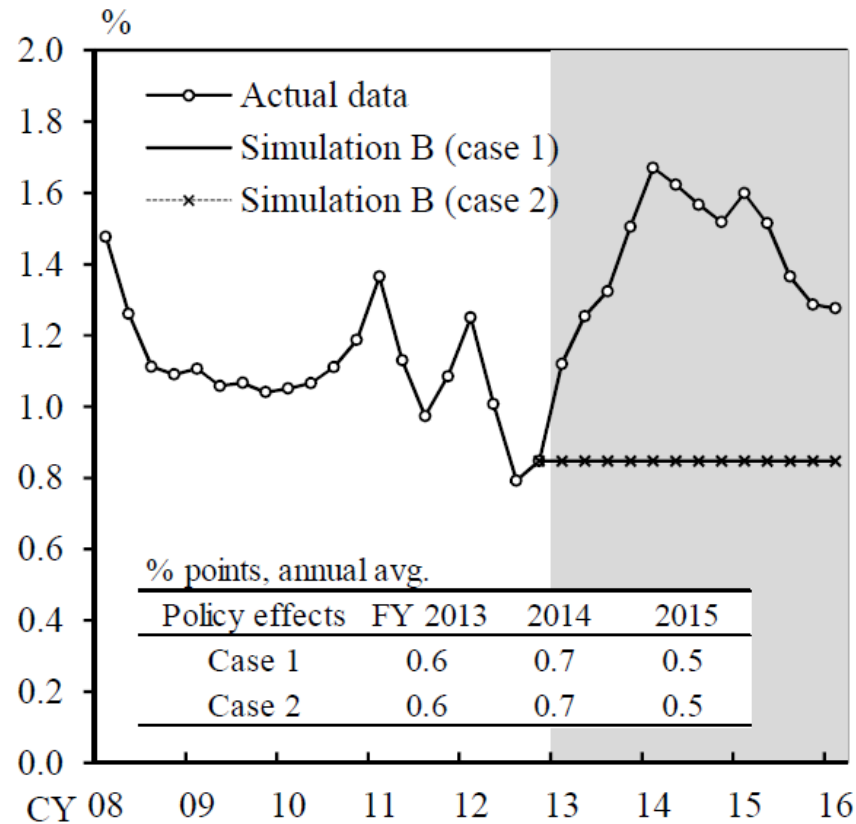 %
2.0
1.8
1.6
1.4
1.2
1.0
0.8
0.6
0.4
0.2
0.0
Actual data
Simulation B (case 1)
Simulation B (case 2)
% points, annual avg.
Policy effects FY 2013 2014 2015
Case 1 0.6 0.7 0.5
Case 2 0.6 0.7 0.5
CY 08 09 10 11 12 13 14 15 16